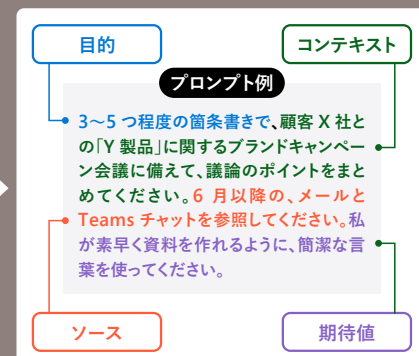 目的
コンテキスト
プロンプト例
3～5 つ程度の箇条書きで、顧客 X 社と
の「Y 製品」に関するブランドキャンペー
ン会議に備えて、議論のポイントをまと
めてください。6 月以降の、メールと
Teams チャットを参照してください。私
が素早く資料を作れるように、簡潔な言
葉を使ってください。
ソース
期待値